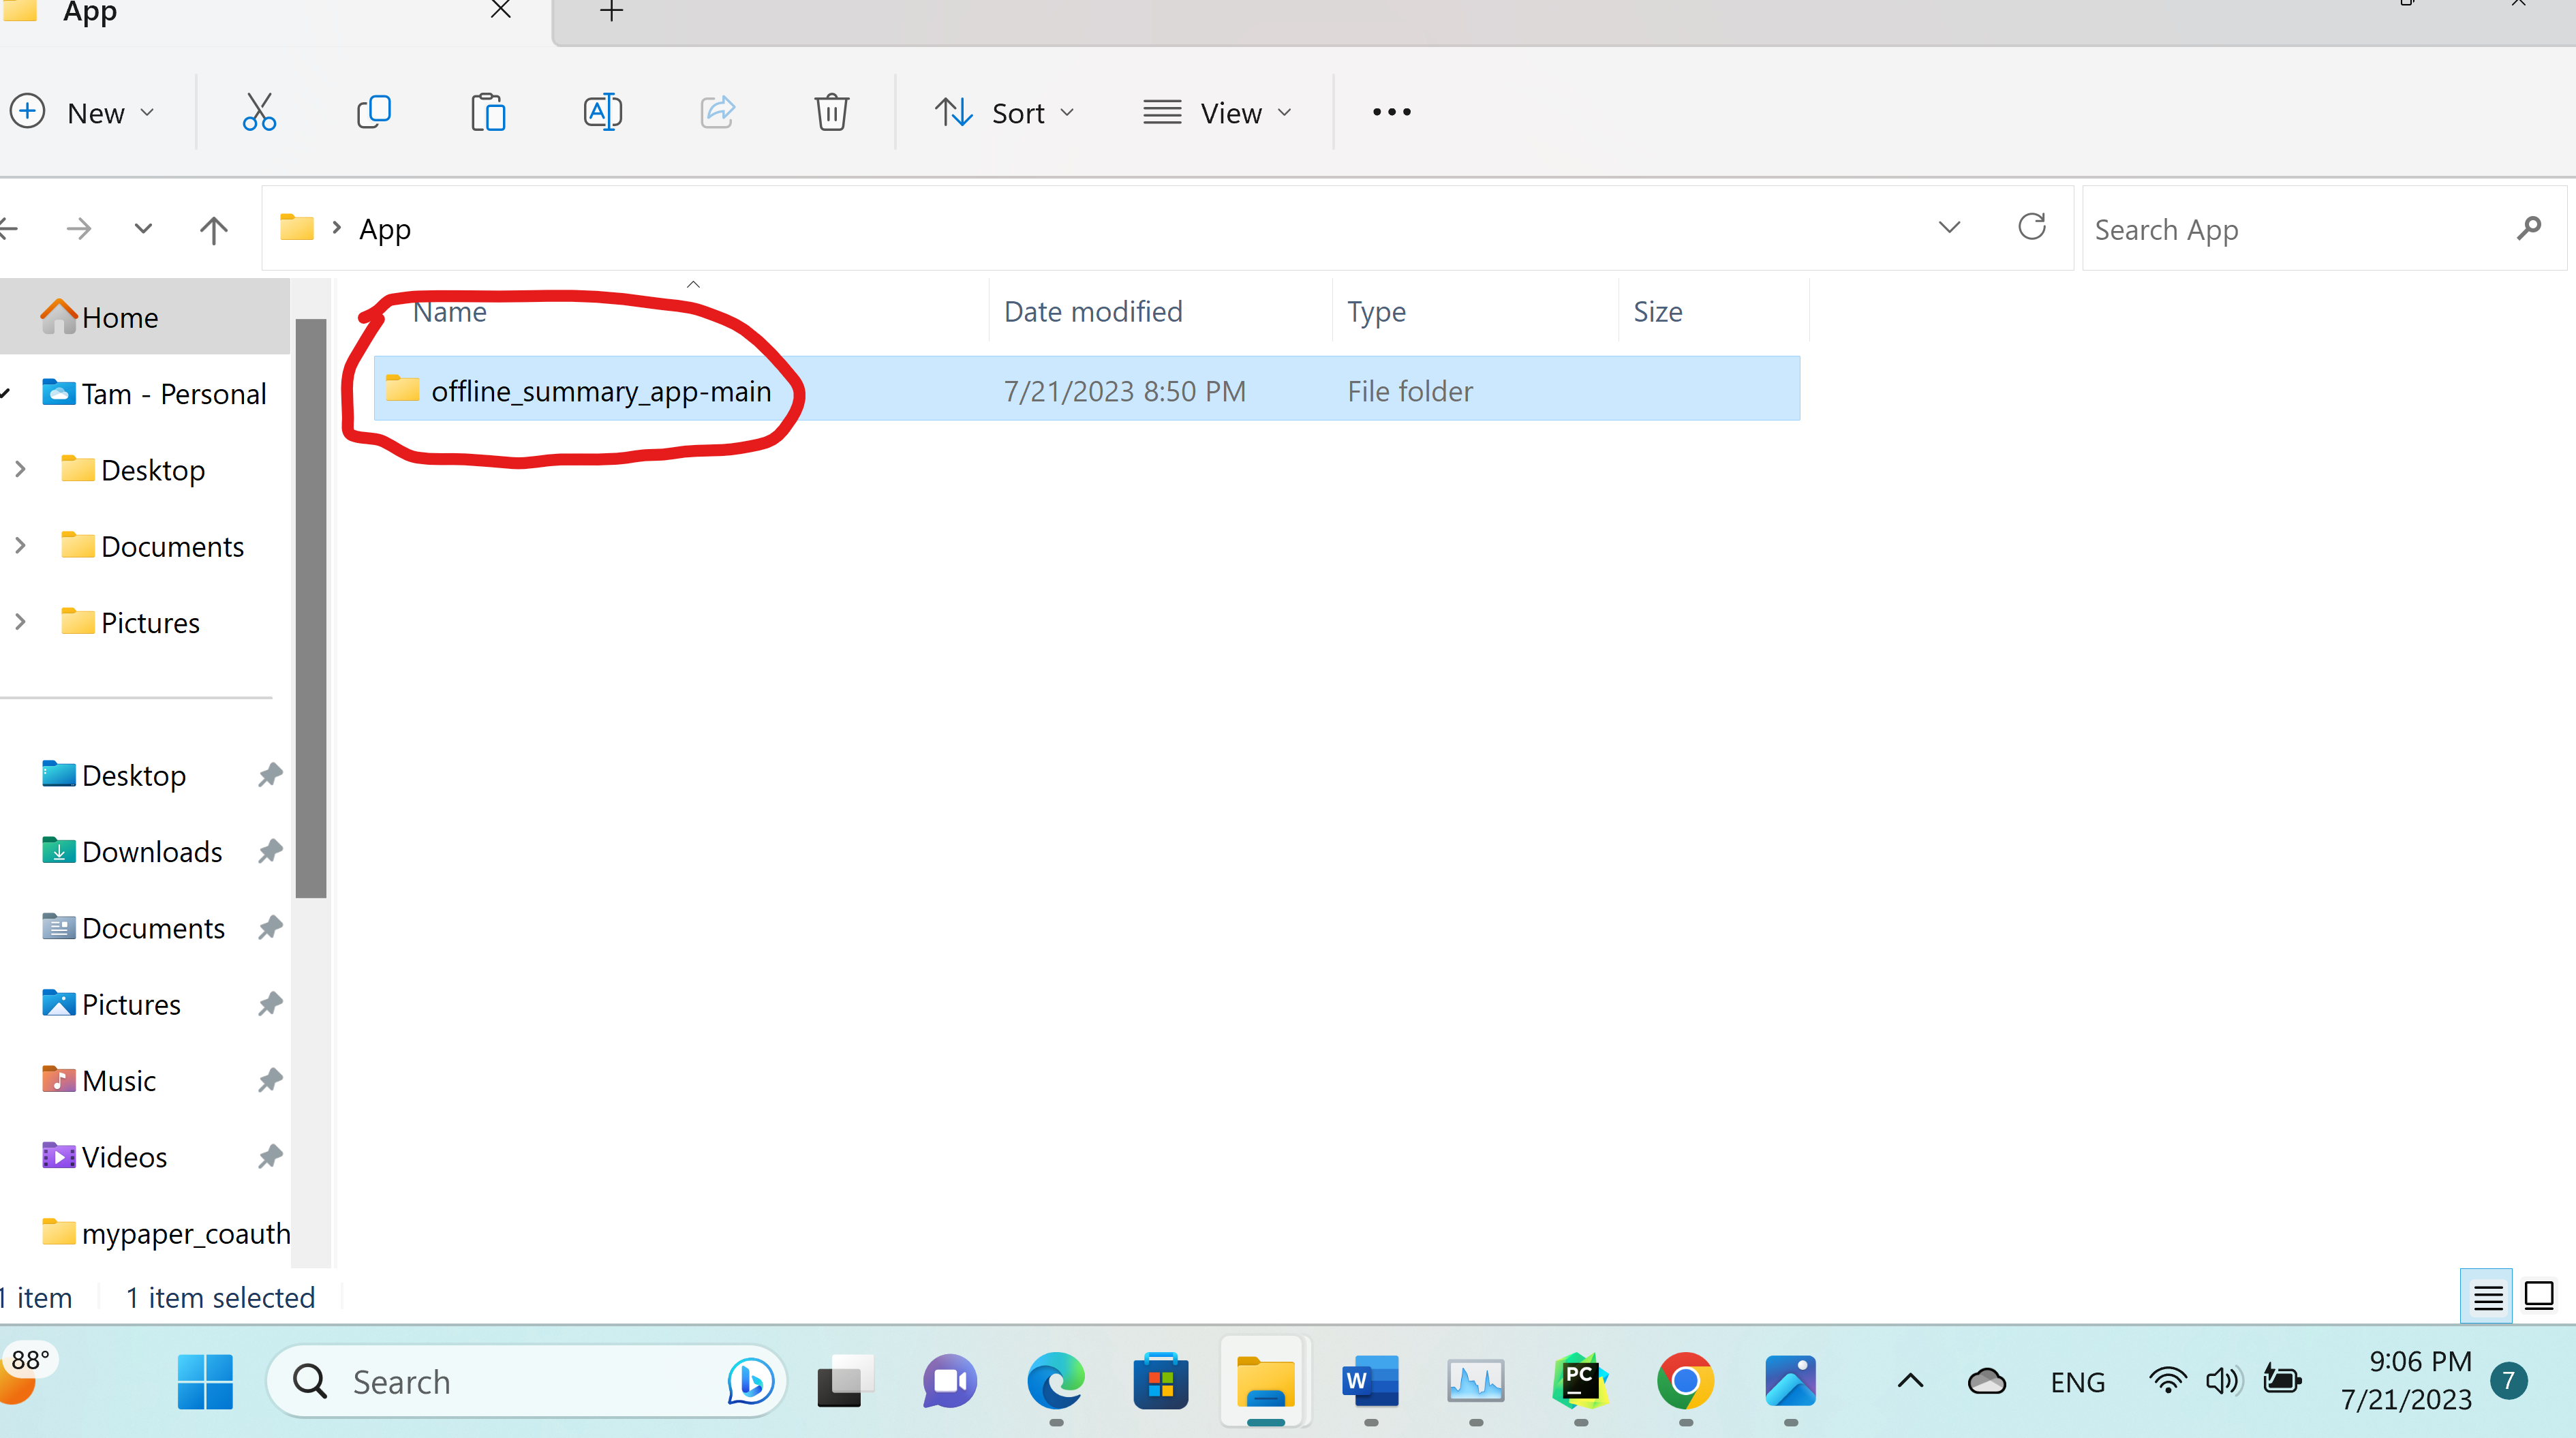 App
New
Sort
View
App
Search App
Home
Tam - Personal
Desktop
Documents
Pictures
Desktop
Downloads
Documents
Pictures
Music
Videos
mypaper_coauth
Name
Date modified
Type
Size
offline_summary_app-main
7/21/2023 8:50 PM
File folder
1 item
1 item selected
88°
Search
W
PC
ENG
9:06 PM
7/21/2023
7